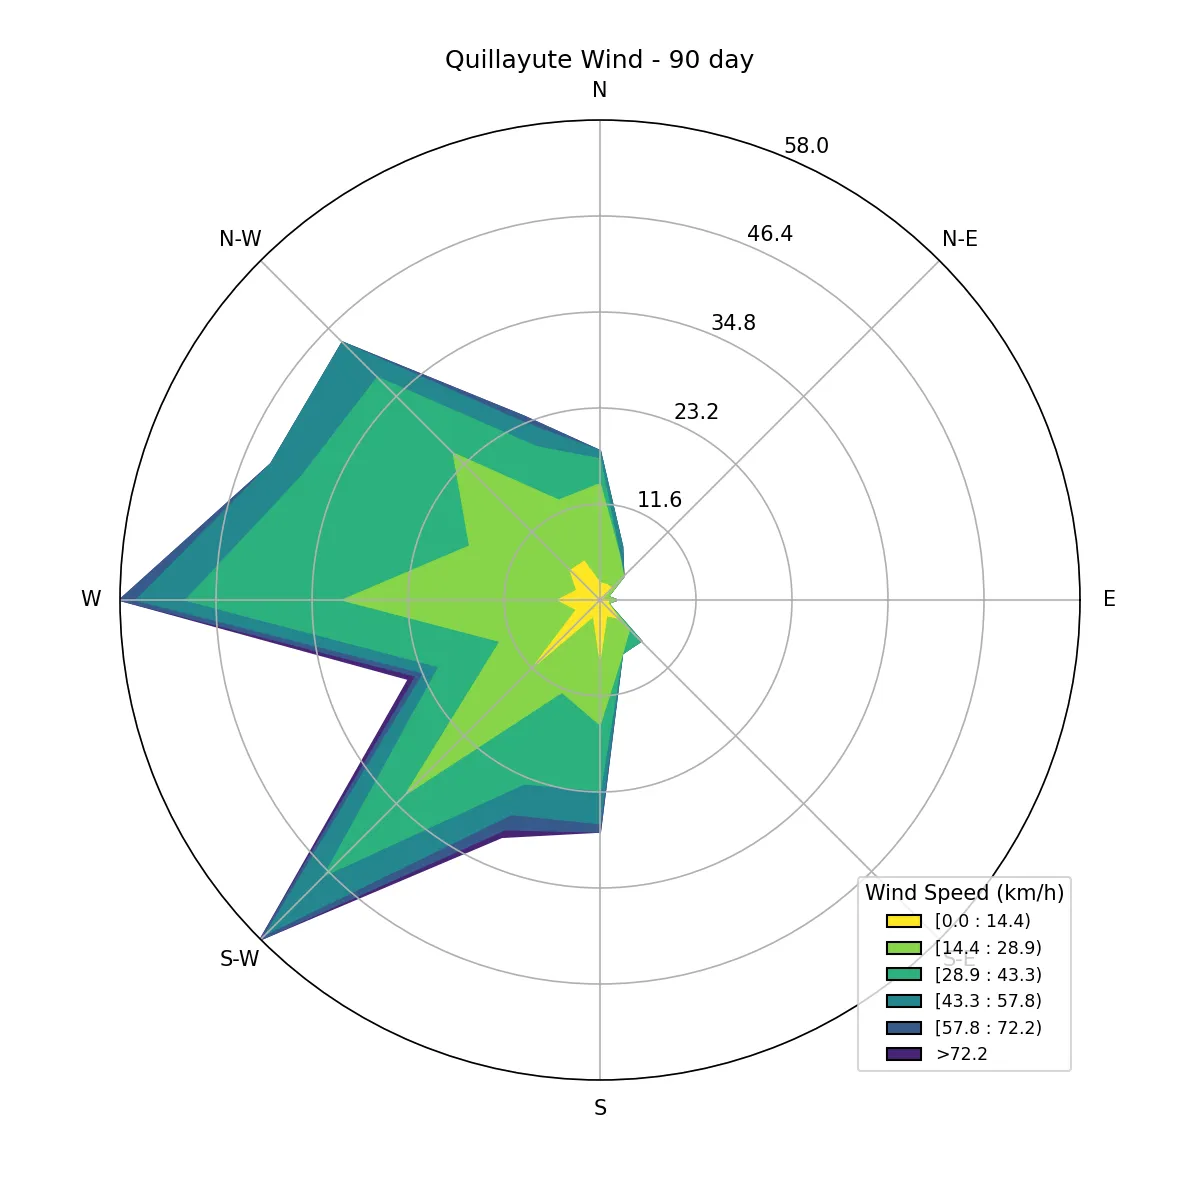 Quillayute Wind - 90 day
N
58.0
N-W
46.4
N-E
34.8
23.2
11.6
W
E
S-W
S-E
S
Wind Speed (km/h)
[0.0 : 14.4)
[14.4 : 28.9)
[28.9 : 43.3)
[43.3 : 57.8)
[57.8 : 72.2)
>72.2